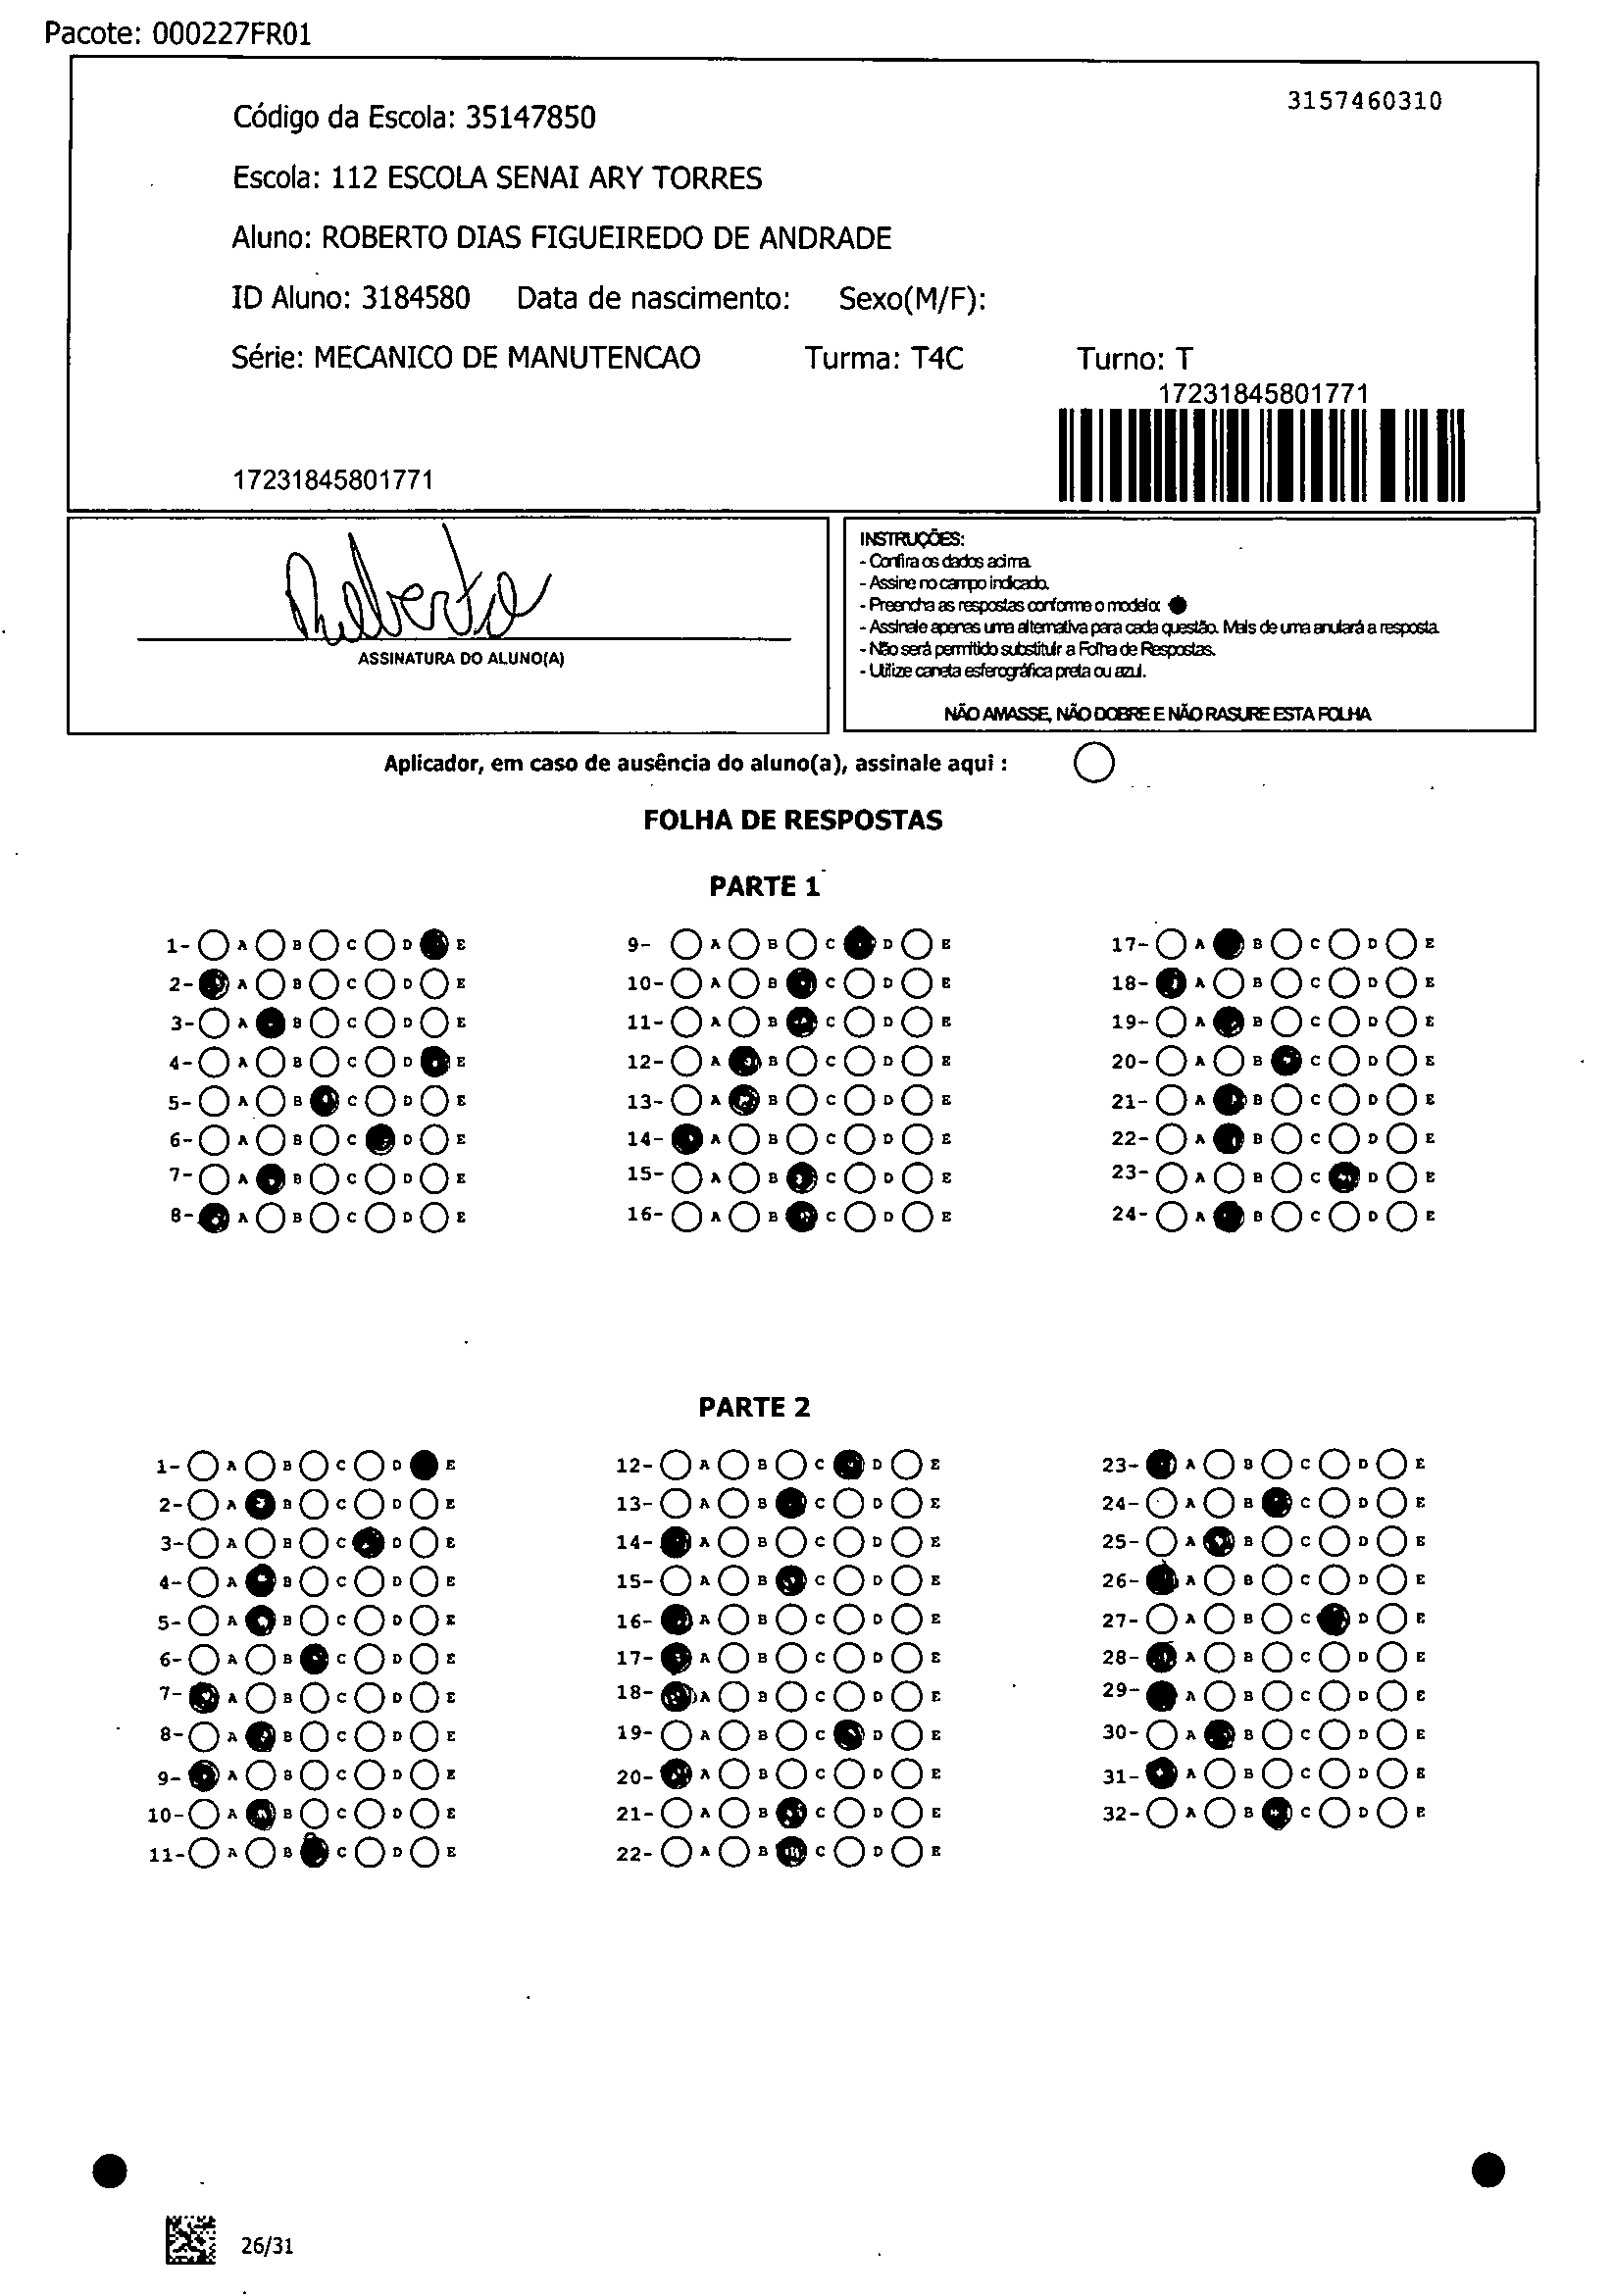 Pacote: 000227FR01
3157460310
Código da Escola: 35147850
Escola: 112 ESCOLA SENAI ARY TORRES
Aluno: ROBERTO DIAS FIGUEIREDO DE ANDRADE
ID Aluno: 3184580 Data de nascimento: Sexo(M/F):
Série: MECANICO DE MANUTENCAO Turma: T4C Turno: T
17231845801771
17231845801771
Roberto
ASSINATURA DO ALUNO(A)
INSTRUÇÕES:
- Confira os dados acima.
- Assine no campo indicado.
- Preencha as respostas conforme o modelo:
- Assinale apenas uma alternativa para cada questão. Mais de uma anulará a resposta.
- Não será permitido substituir a Folha de Respostas.
- Utilize caneta esferográfica preta ou azul.
NÃO AMASSE, NÃO DOBRE E NÃO RASURE ESTA FOLHA
Aplicador, em caso de ausência do aluno(a), assinale aqui :
FOLHA DE RESPOSTAS
PARTE 1
1- A B C D E 9- A B C D E 17- A B C D E
2- A B C D E 10- A B C D E 18- A B C D E
3- A B C D E 11- A B C D E 19- A B C D E
4- A B C D E 12- A B C D E 20- A B C D E
5- A B C D E 13- A B C D E 21- A B C D E
6- A B C D E 14- A B C D E 22- A B C D E
7- A B C D E 15- A B C D E 23- A B C D E
8- A B C D E 16- A B C D E 24- A B C D E
PARTE 2
1- A B C D E 12- A B C D E 23- A B C D E
2- A B C D E 13- A B C D E 24- A B C D E
3- A B C D E 14- A B C D E 25- A B C D E
4- A B C D E 15- A B C D E 26- A B C D E
5- A B C D E 16- A B C D E 27- A B C D E
6- A B C D E 17- A B C D E 28- A B C D E
7- A B C D E 18- A B C D E 29- A B C D E
8- A B C D E 19- A B C D E 30- A B C D E
9- A B C D E 20- A B C D E 31- A B C D E
10- A B C D E 21- A B C D E 32- A B C D E
11- A B C D E 22- A B C D E
26/31